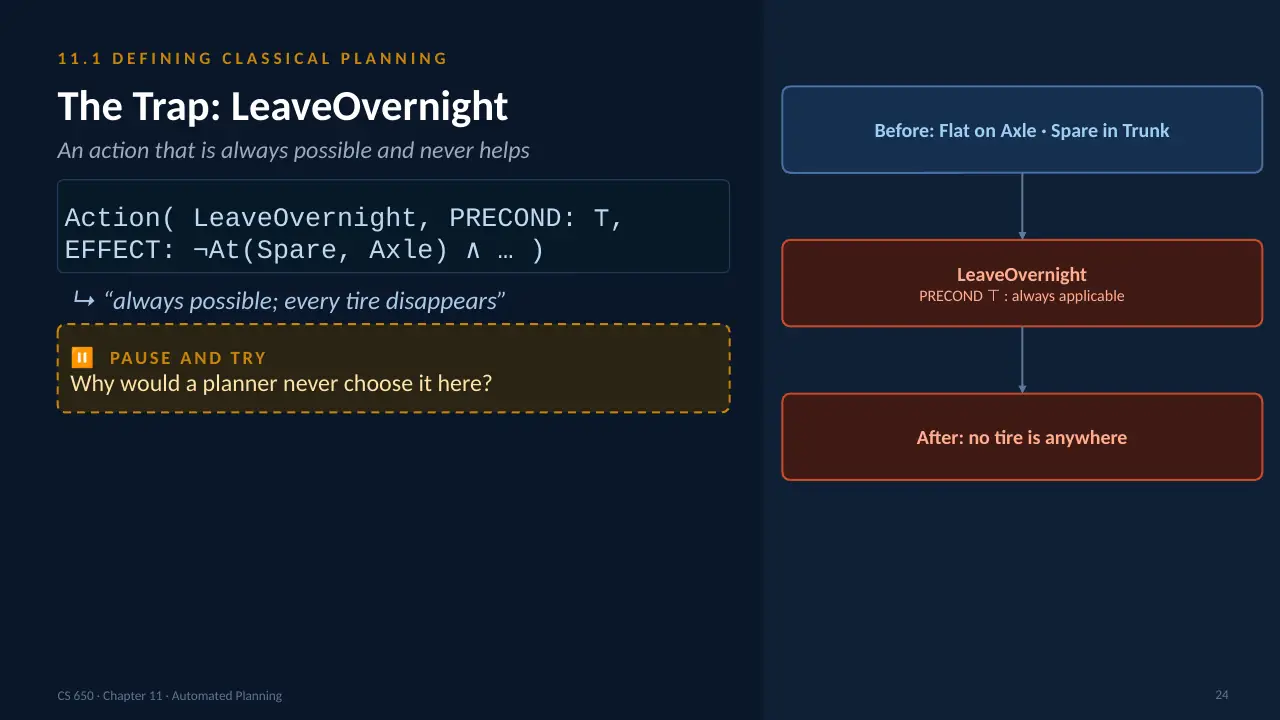 11.1 DEFINING CLASSICAL PLANNING
The Trap: LeaveOvernight
An action that is always possible and never helps
Action( LeaveOvernight, PRECOND: ⊤,
EFFECT: ¬At(Spare, Axle) ∧ … )
↪ “always possible; every tire disappears”
⏸ PAUSE AND TRY
Why would a planner never choose it here?
Before: Flat on Axle · Spare in Trunk
LeaveOvernight
PRECOND ⊤ : always applicable
After: no tire is anywhere
CS 650 · Chapter 11 · Automated Planning
24